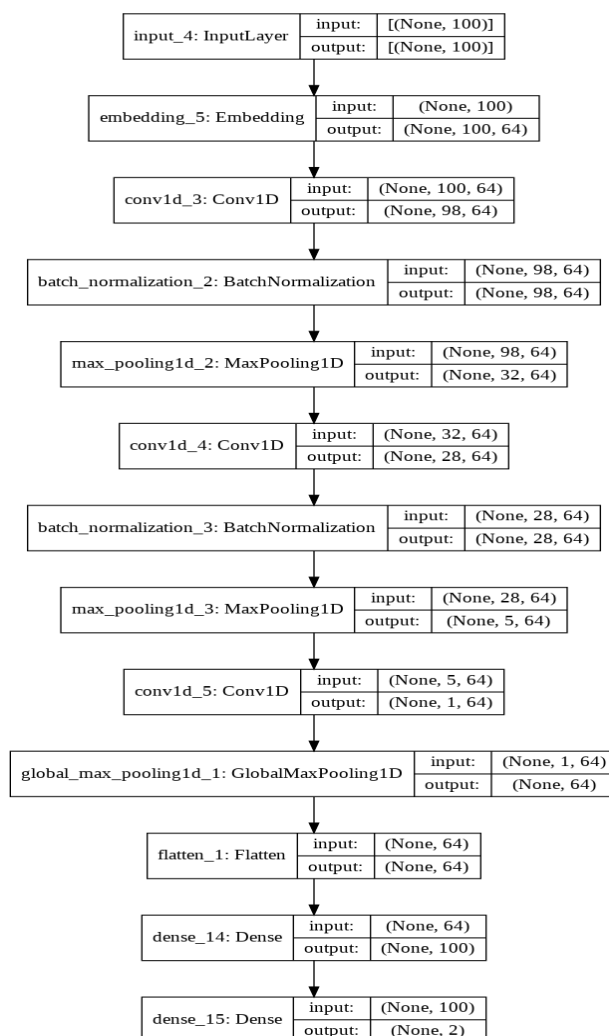 input_4: InputLayer
input: [(None, 100)]
output: [(None, 100)]
embedding_5: Embedding
input: (None, 100)
output: (None, 100, 64)
conv1d_3: Conv1D
input: (None, 100, 64)
output: (None, 98, 64)
batch_normalization_2: BatchNormalization
input: (None, 98, 64)
output: (None, 98, 64)
max_pooling1d_2: MaxPooling1D
input: (None, 98, 64)
output: (None, 32, 64)
conv1d_4: Conv1D
input: (None, 32, 64)
output: (None, 28, 64)
batch_normalization_3: BatchNormalization
input: (None, 28, 64)
output: (None, 28, 64)
max_pooling1d_3: MaxPooling1D
input: (None, 28, 64)
output: (None, 5, 64)
conv1d_5: Conv1D
input: (None, 5, 64)
output: (None, 1, 64)
global_max_pooling1d_1: GlobalMaxPooling1D
input: (None, 1, 64)
output: (None, 64)
flatten_1: Flatten
input: (None, 64)
output: (None, 64)
dense_14: Dense
input: (None, 64)
output: (None, 100)
dense_15: Dense
input: (None, 100)
output: (None, 2)